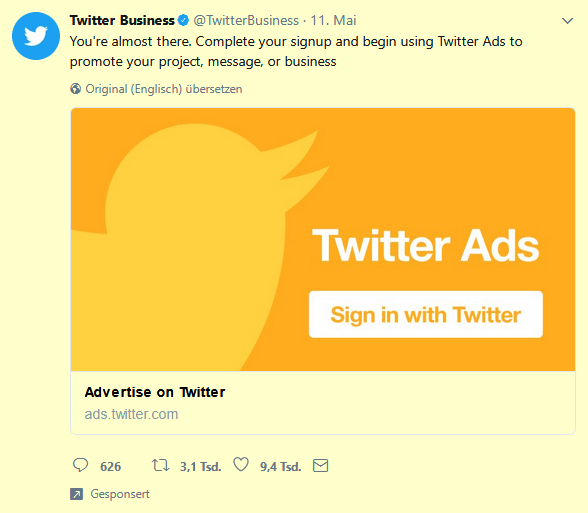 Twitter Business @TwitterBusiness · 11. Mai
You're almost there. Complete your signup and begin using Twitter Ads to
promote your project, message, or business
Original (Englisch) übersetzen
Twitter Ads
Sign in with Twitter
Advertise on Twitter
ads.twitter.com
626 3,1 Tsd. 9,4 Tsd.
Gesponsert